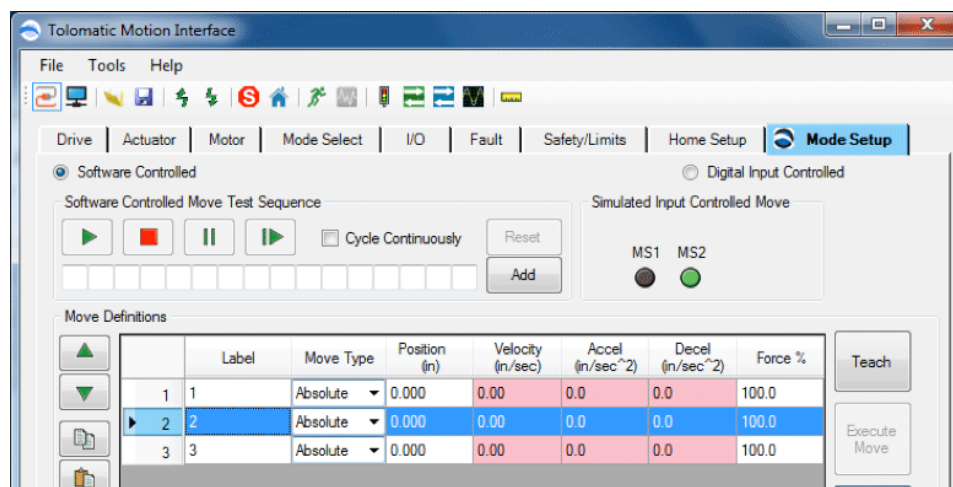 Tolomatic Motion Interface
File Tools Help
Drive Actuator Motor Mode Select I/O Fault Safety/Limits Home Setup Mode Setup
Software Controlled Digital Input Controlled
Software Controlled Move Test Sequence Simulated Input Controlled Move
Cycle Continuously Reset
MS1 MS2
Add
Move Definitions
Label Move Type Position (in) Velocity (in/sec) Accel (in/sec^2) Decel (in/sec^2) Force %
Teach
1 1 Absolute 0.000 0.00 0.0 0.0 100.0
2 2 Absolute 0.000 0.00 0.0 0.0 100.0
3 3 Absolute 0.000 0.00 0.0 0.0 100.0
Execute
Move